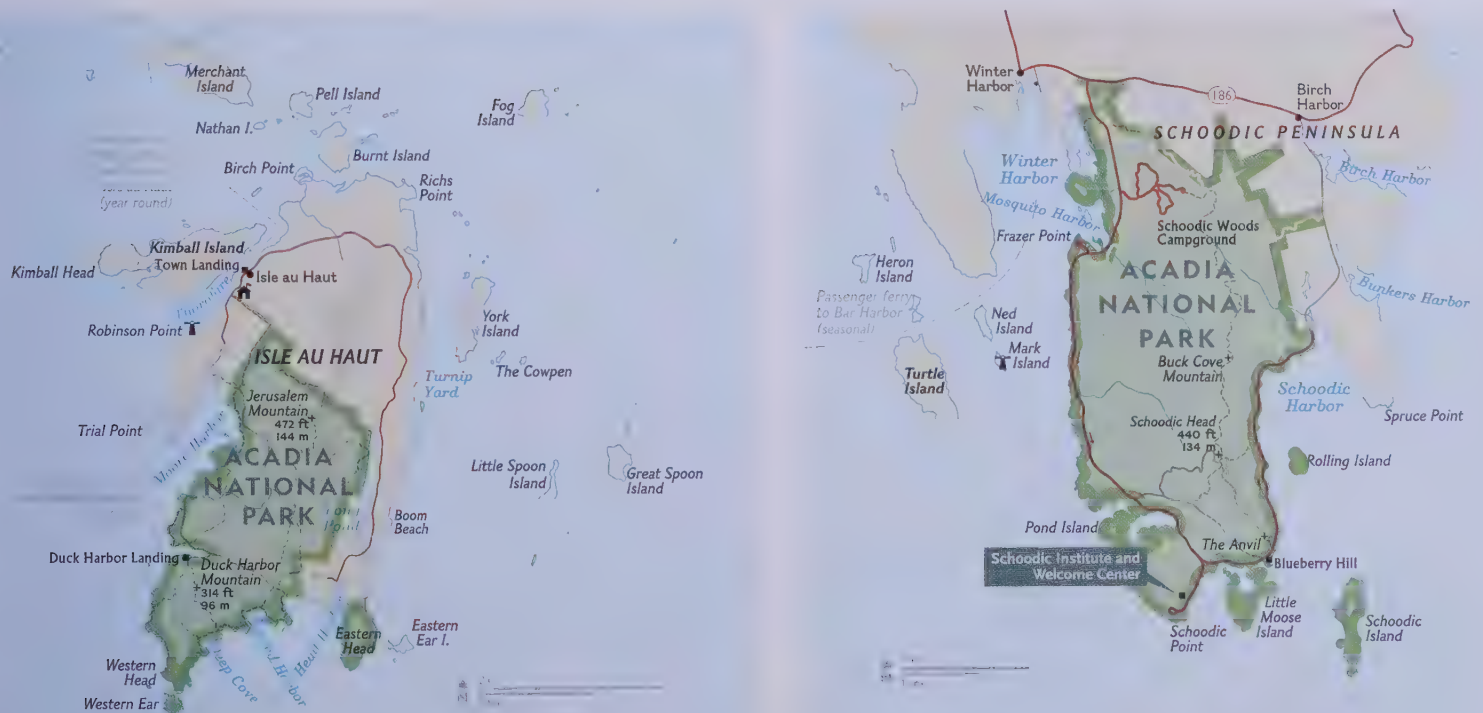 Merchant
Island
Pell Island
Fog
Island
Nathan I.
Burnt Island
Birch Point
Richs
Point
(year round)
Kimball Island
Town Landing
Kimball Head
Isle au Haut
Robinson Point
York
Island
ISLE AU HAUT
The Cowpen
Turnip
Yard
Jerusalem
Mountain
472 ft
144 m
Trial Point
Moore Harbor
ACADIA
NATIONAL
PARK
Little Spoon
Island
Great Spoon
Island
Boom
Beach
Duck Harbor Landing
Duck Harbor
Mountain
314 ft
96 m
Eastern
Head
Eastern
Ear I.
Western
Head
Cove
Western Ear
Winter
Harbor
186
Birch
Harbor
SCHOODIC PENINSULA
Winter
Harbor
Birch Harbor
Mosquito Harbor
Frazer Point
Schoodic Woods
Campground
Heron
Island
ACADIA
NATIONAL
PARK
Bunkers Harbor
Passenger ferry
to Bar Harbor
(seasonal)
Ned
Island
Mark
Island
Turtle
Island
Buck Cove
Mountain
Schoodic
Harbor
Spruce Point
Schoodic Head
440 ft
134 m
Rolling Island
Pond Island
The Anvil
Schoodic Institute and
Welcome Center
Blueberry Hill
Little
Moose
Island
Schoodic
Island
Schoodic
Point